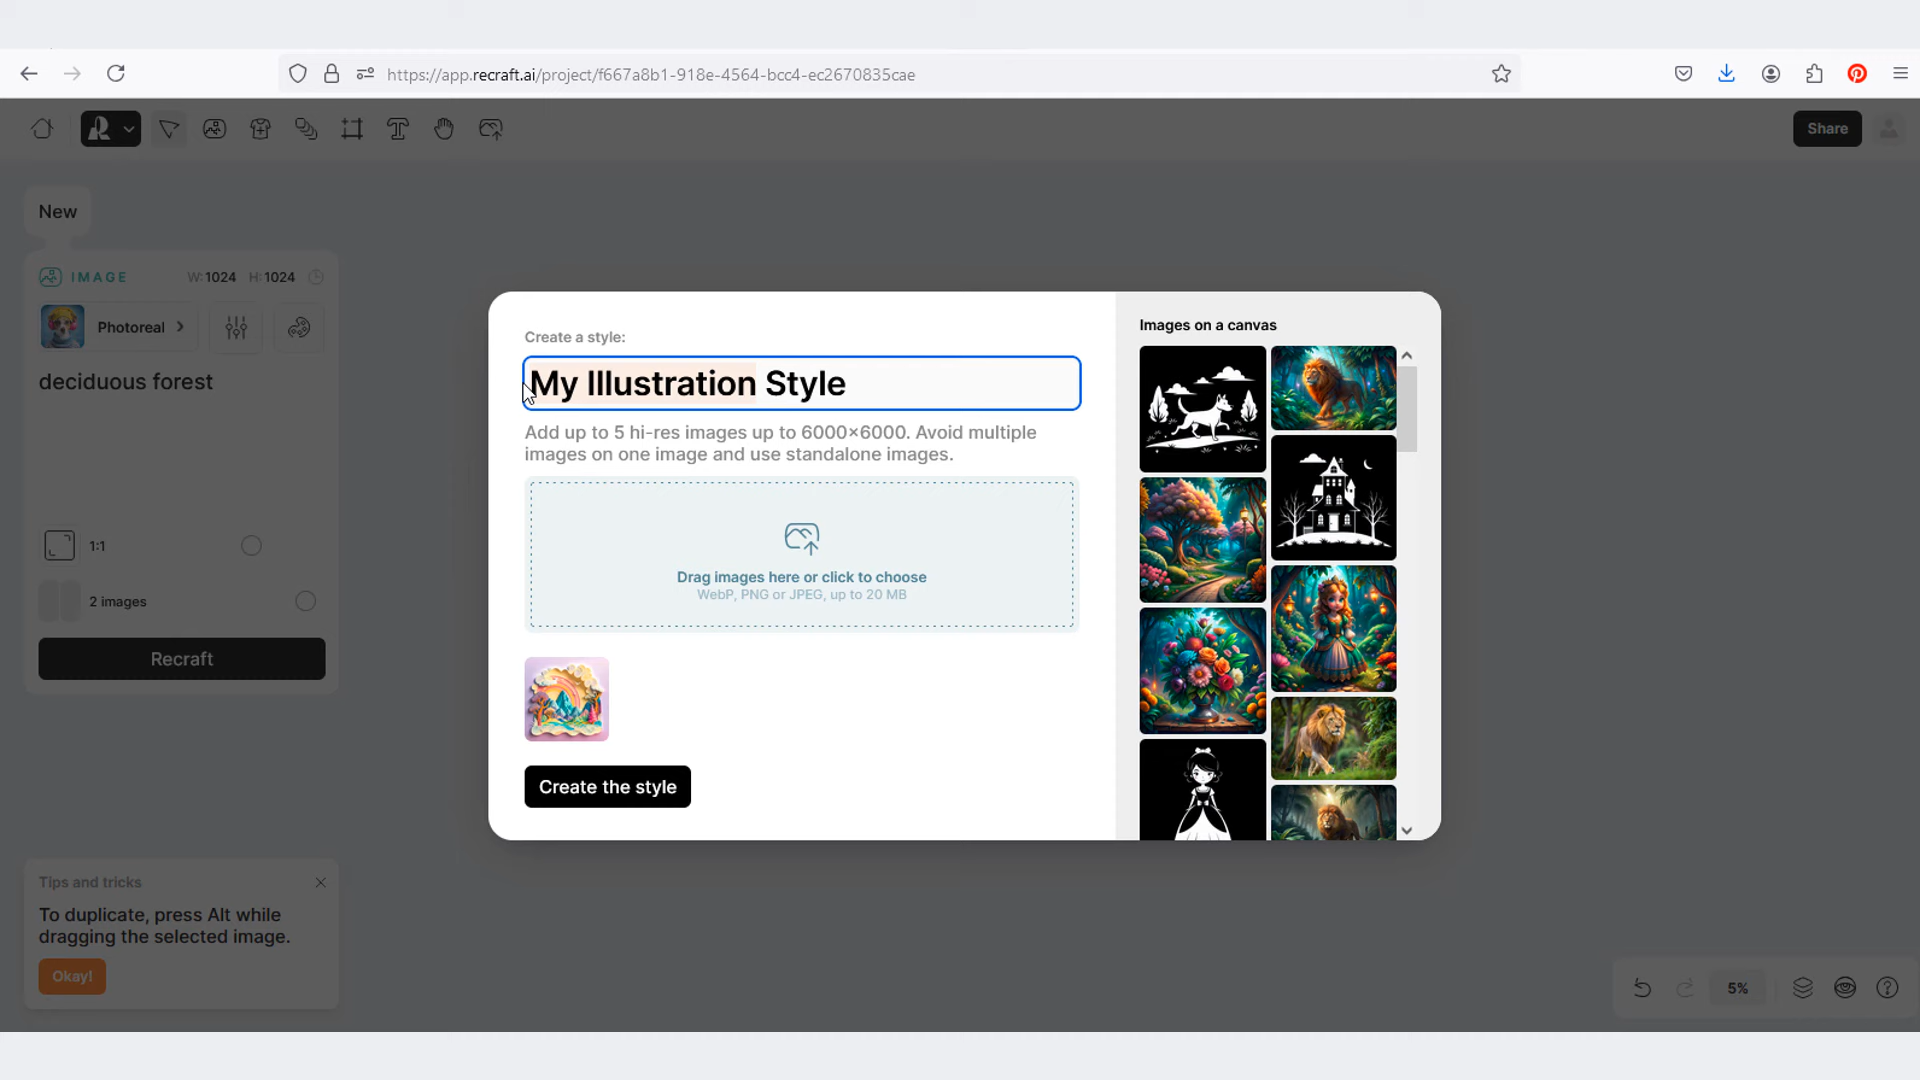 https://app.recraft.ai/project/f667a8b1-918e-4564-bcc4-ec2670835cae
Share
New
IMAGE W: 1024 H: 1024
Photoreal
deciduous forest
1:1
2 images
Recraft
Tips and tricks
To duplicate, press Alt while
dragging the selected image.
Okay!
Create a style:
My Illustration Style
Add up to 5 hi-res images up to 6000×6000. Avoid multiple
images on one image and use standalone images.
Drag images here or click to choose
WebP, PNG or JPEG, up to 20 MB
Create the style
Images on a canvas
5%